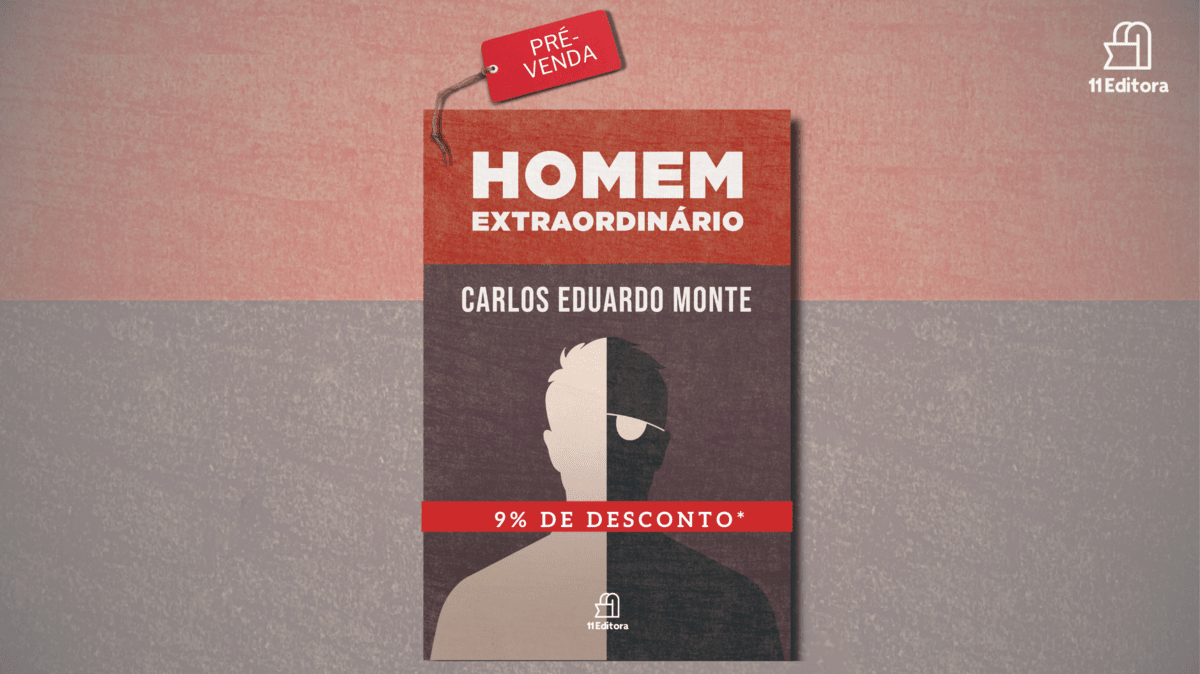 PRÉ-
VENDA
11Editora
HOMEM
EXTRAORDINÁRIO
CARLOS EDUARDO MONTE
9% DE DESCONTO*
11Editora